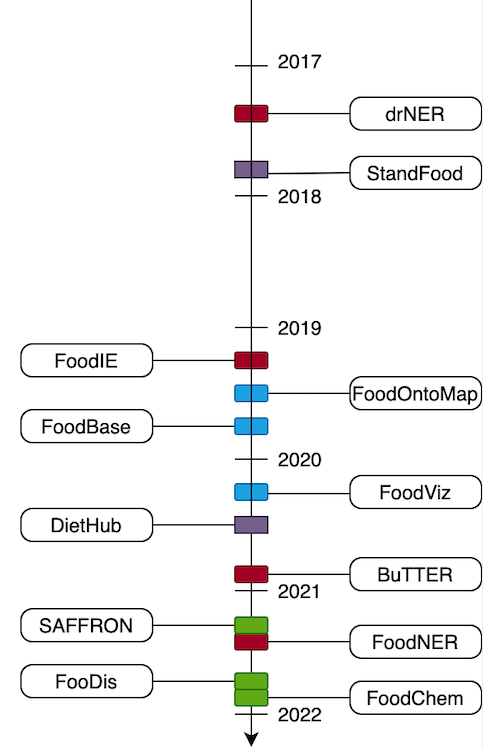 2017
drNER
StandFood
2018
2019
FoodIE
FoodOntoMap
FoodBase
2020
FoodViz
DietHub
BuTTER
2021
SAFFRON
FoodNER
FooDis
FoodChem
2022